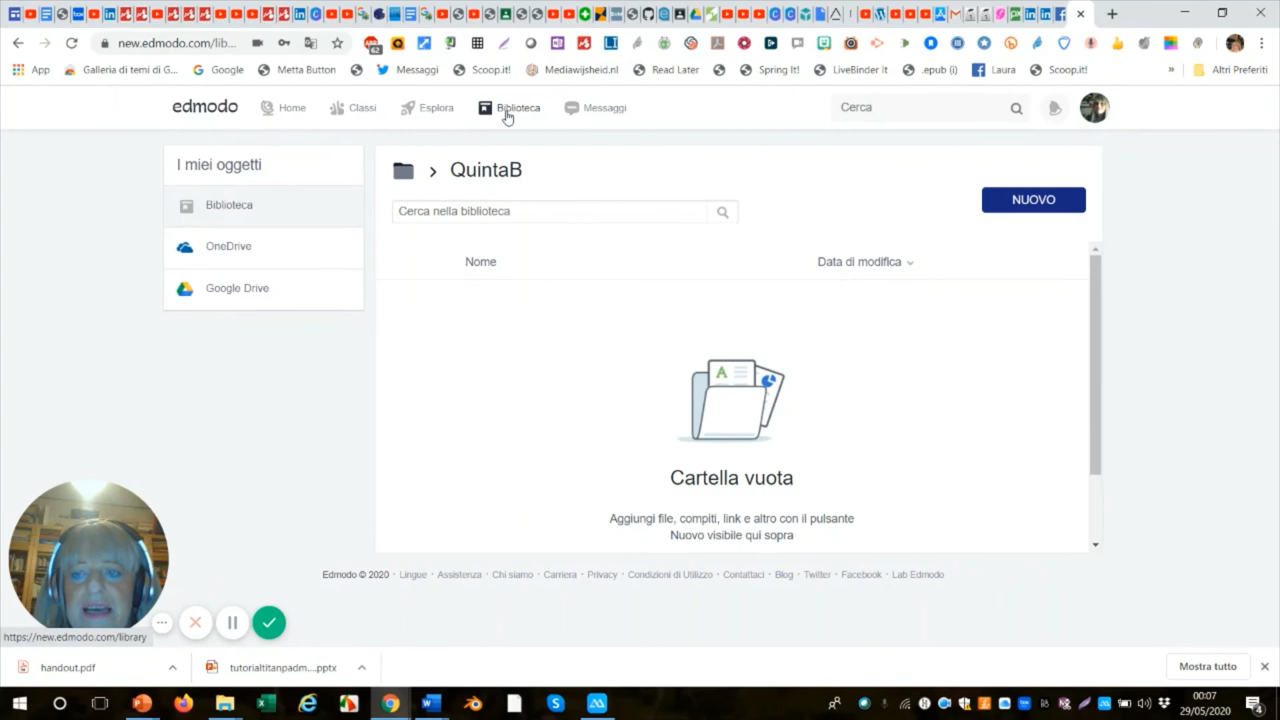 new.edmodo.com/lib...
62
App
Galleria di temi di G...
Google
Metta Button
Messaggi
Scoop.it!
Mediawijsheid.nl
Read Later
Spring It!
LiveBinder It
.epub (i)
Laura
Scoop.it!
»
Altri Preferiti
edmodo
Home
Classi
Esplora
Biblioteca
Messaggi
Cerca
I miei oggetti
Biblioteca
OneDrive
Google Drive
QuintaB
Cerca nella biblioteca
NUOVO
Nome
Data di modifica
A
Cartella vuota
Aggiungi file, compiti, link e altro con il pulsante
Nuovo visibile qui sopra
Edmodo © 2020 · Lingue · Assistenza · Chi siamo · Carriera · Privacy · Condizioni di Utilizzo · Contattaci · Blog · Twitter · Facebook · Lab Edmodo
https://new.edmodo.com/library
handout.pdf
tutorialtitanpadm....pptx
Mostra tutto
00:07
29/05/2020
4